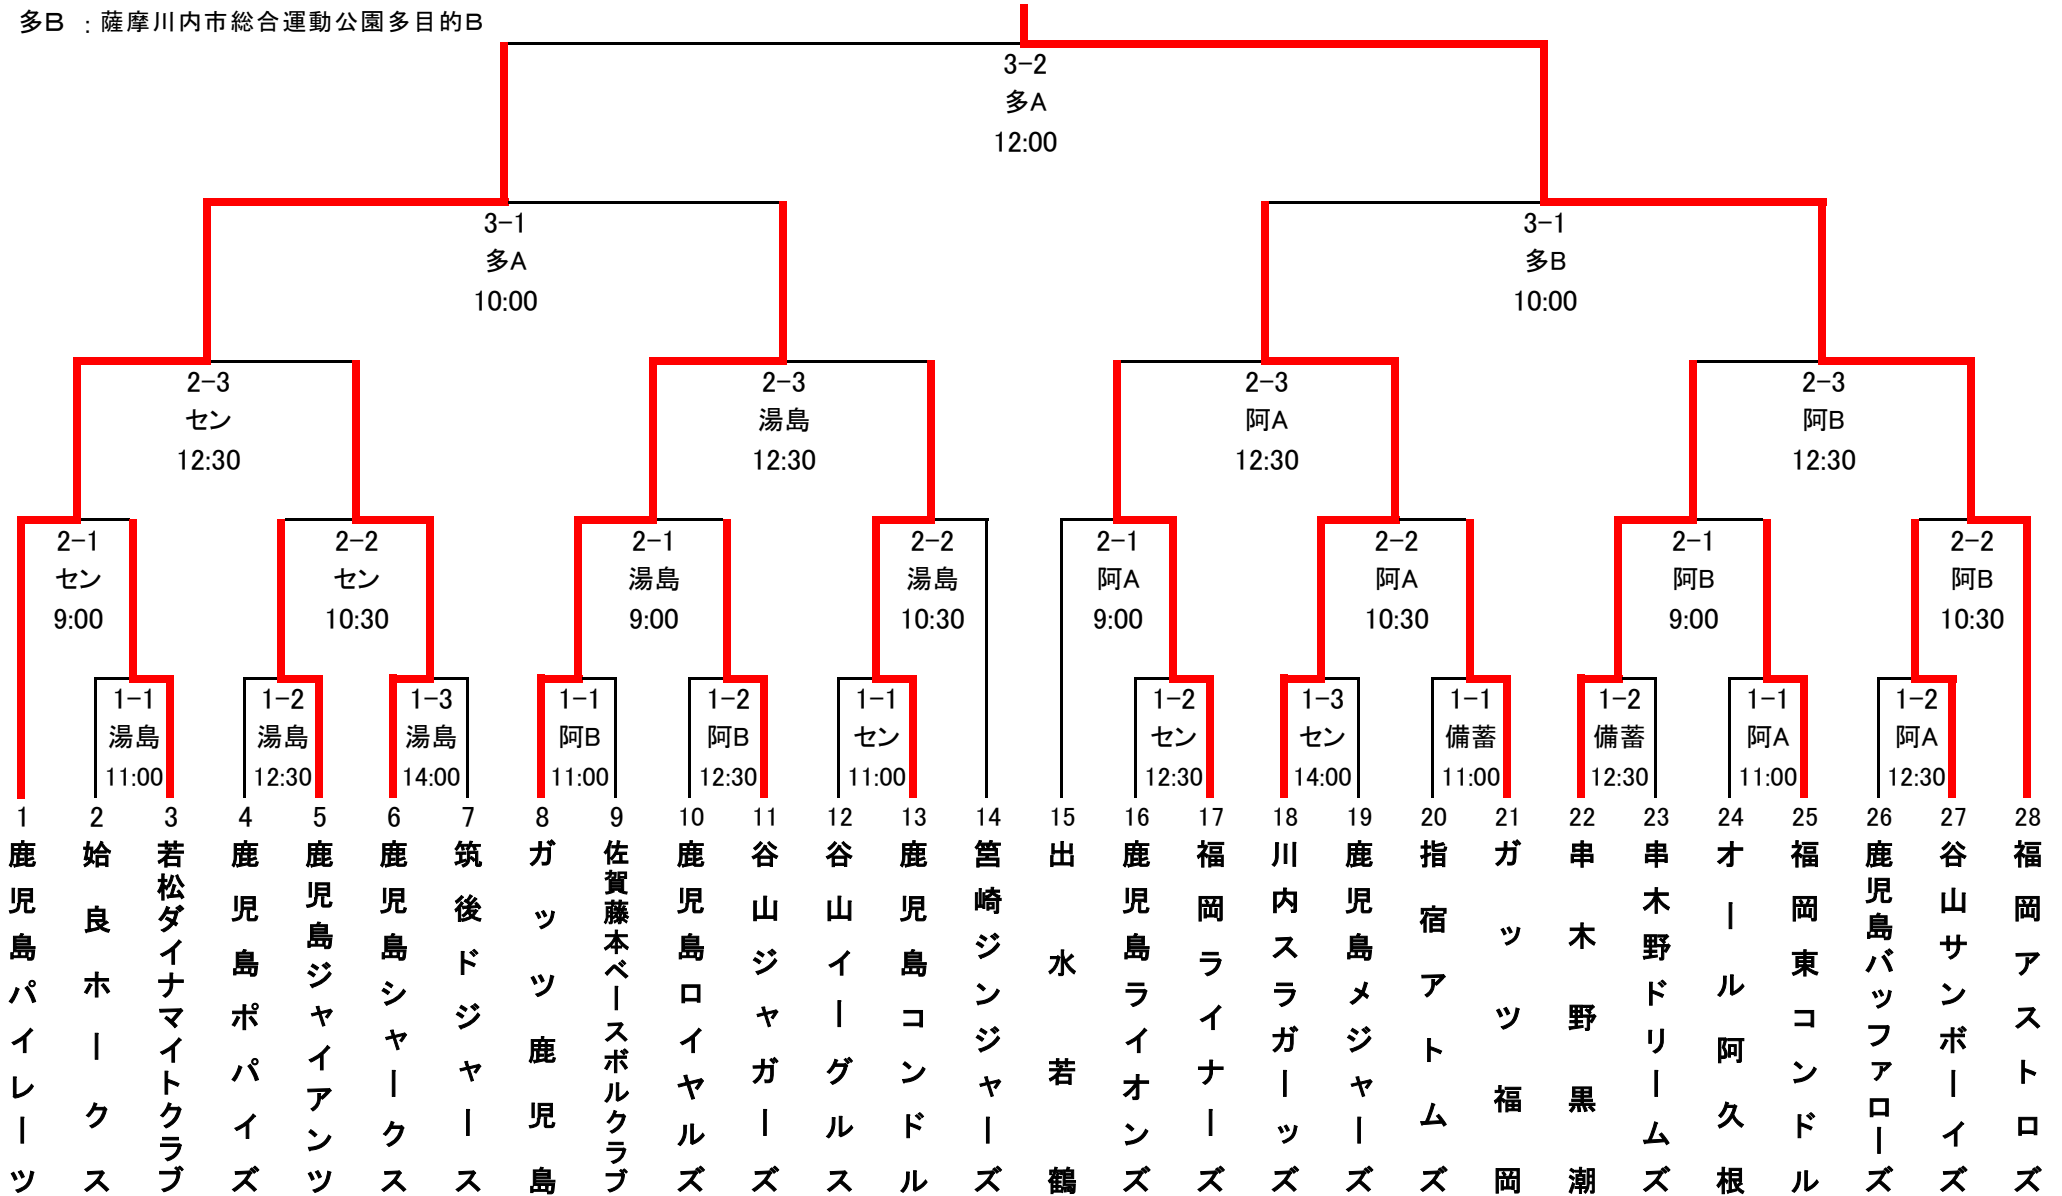 多B ：薩摩川内市総合運動公園多目的B
3-2
多A
12:00
3-1
多A
10:00
3-1
多B
10:00
2-3
セン
12:30
2-3
湯島
12:30
2-3
阿A
12:30
2-3
阿B
12:30
2-1
セン
9:00
2-2
セン
10:30
2-1
湯島
9:00
2-2
湯島
10:30
2-1
阿A
9:00
2-2
阿A
10:30
2-1
阿B
9:00
2-2
阿B
10:30
1-1
湯島
11:00
1-2
湯島
12:30
1-3
湯島
14:00
1-1
阿B
11:00
1-2
阿B
12:30
1-1
セン
11:00
1-2
セン
12:30
1-3
セン
14:00
1-1
備蓄
11:00
1-2
備蓄
12:30
1-1
阿A
11:00
1-2
阿A
12:30
1
鹿児島パイレーツ
2
姶良ホークス
3
若松ダイナマイトクラブ
4
鹿児島ポパイズ
5
鹿児島ジャイアンツ
6
鹿児島シャークス
7
筑後ドジャース
8
ガッツ鹿児島
9
佐賀藤本ベースボルクラブ
10
鹿児島ロイヤルズ
11
谷山ジャガーズ
12
谷山イーグルス
13
鹿児島コンドル
14
筥崎ジンジャーズ
15
出水若鶴
16
鹿児島ライオンズ
17
福岡ライナーズ
18
川内スラガーッズ
19
鹿児島メジャーズ
20
指宿アトムズ
21
ガッツ福岡
22
串木野黒潮
23
串木野ドリームズ
24
オール阿久根
25
福岡東コンドル
26
鹿児島バッファローズ
27
谷山サンボーイズ
28
福岡アストロズ